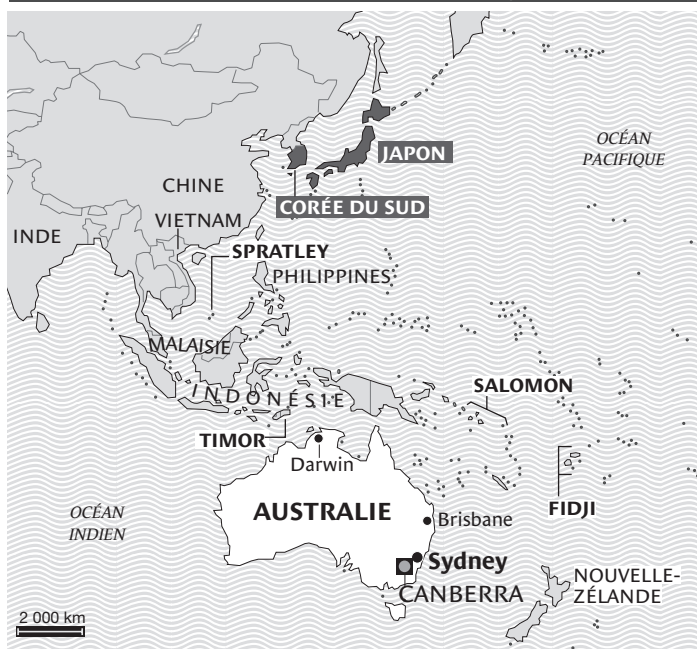 JAPON
OCÉAN
PACIFIQUE
CHINE
CORÉE DU SUD
VIETNAM
INDE
SPRATLEY
PHILIPPINES
MALAISIE
INDONÉSIE
SALOMON
TIMOR
Darwin
AUSTRALIE
FIDJI
OCÉAN
INDIEN
Brisbane
Sydney
CANBERRA
NOUVELLE-
ZÉLANDE
2 000 km